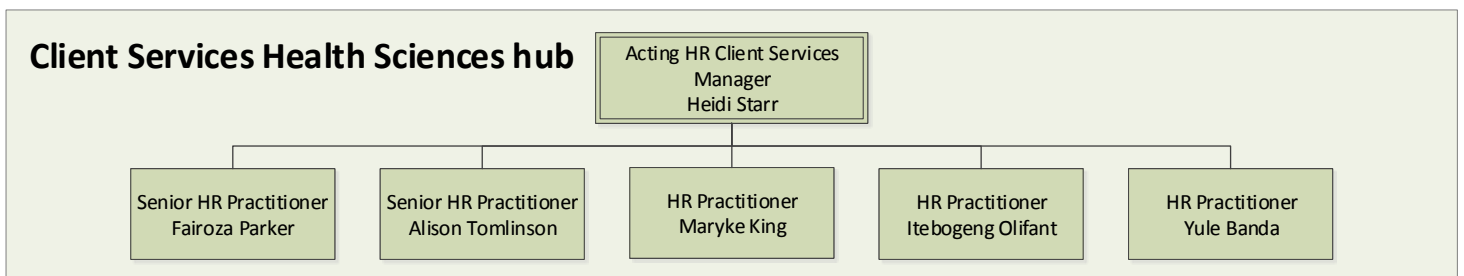 Client Services Health Sciences hub
Acting HR Client Services
Manager
Heidi Starr
Senior HR Practitioner
Fairoza Parker
Senior HR Practitioner
Alison Tomlinson
HR Practitioner
Maryke King
HR Practitioner
Itebogeng Olifant
HR Practitioner
Yule Banda